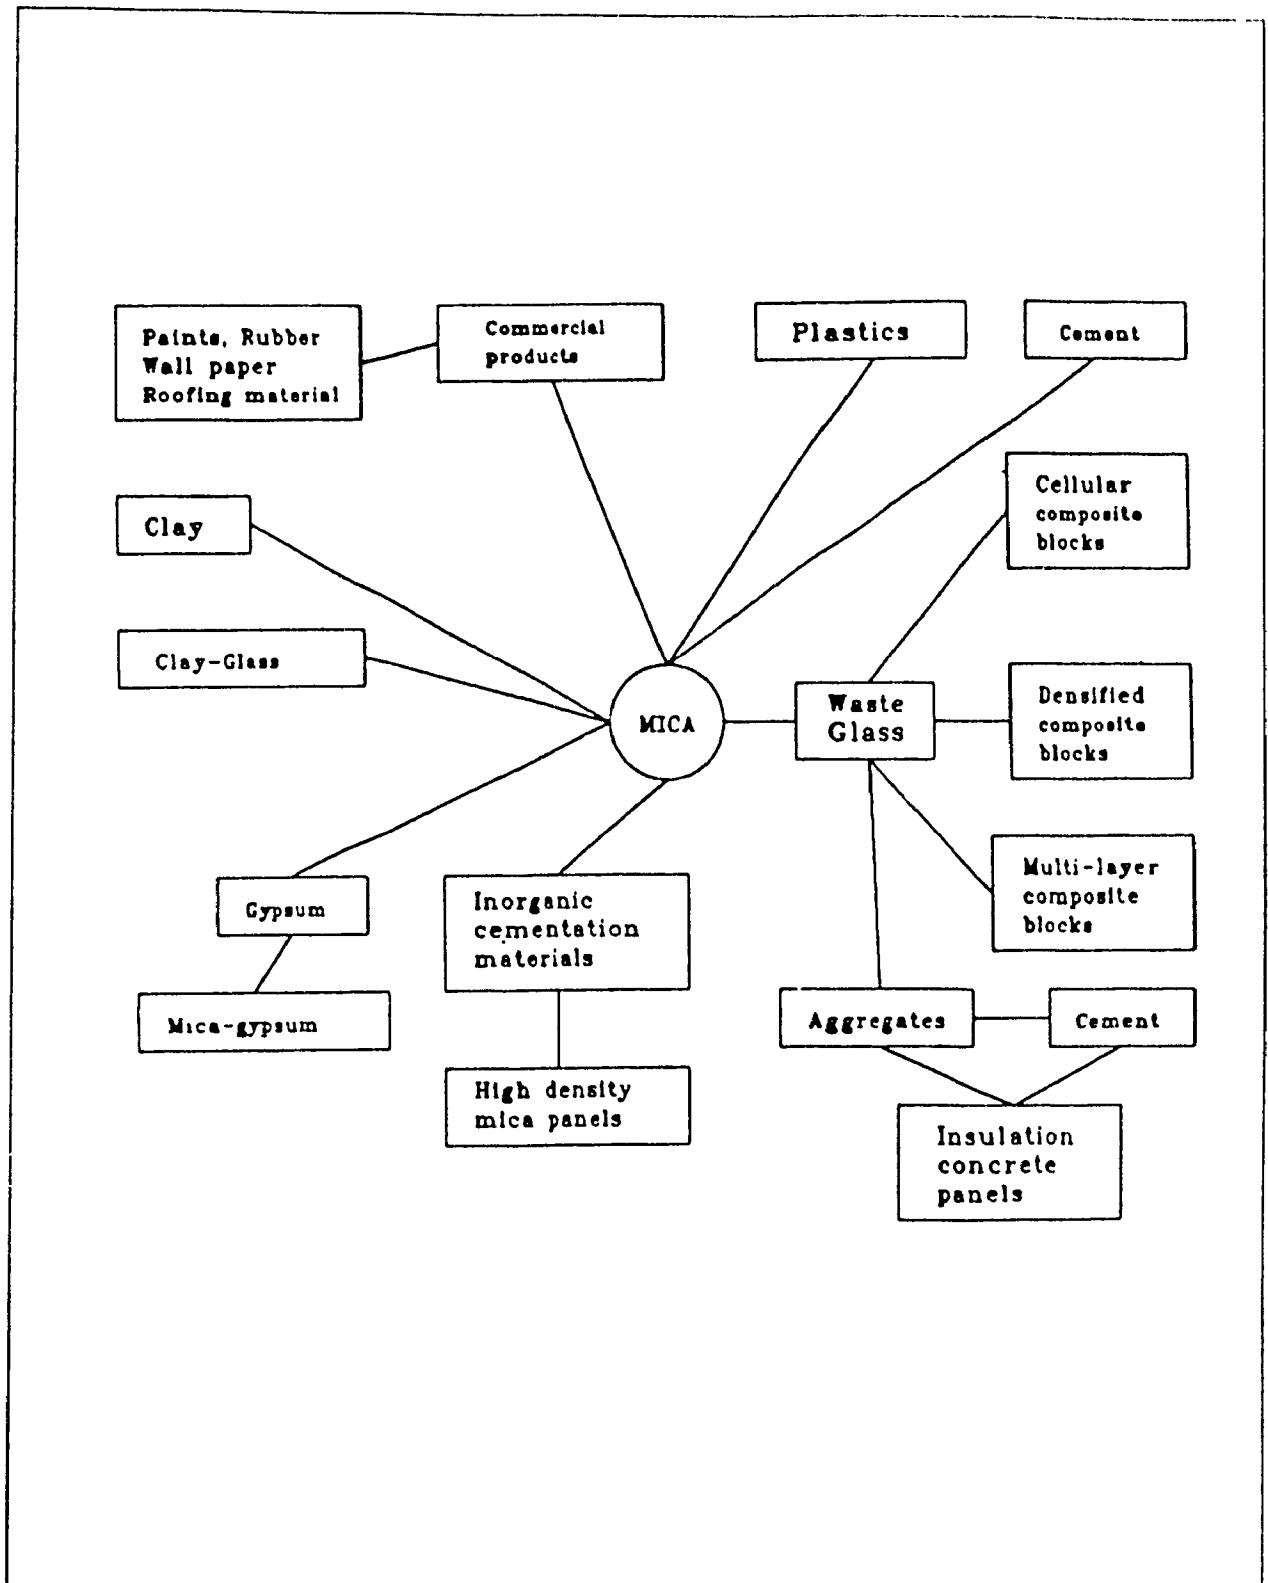 Paints, Rubber
Wall paper
Roofing material
Commercial
products
Plastics
Cement
Clay
Cellular
composite
blocks
Clay-Glass
MICA
Waste
Glass
Densified
composite
blocks
Gypsum
Inorganic
cementation
materials
Multi-layer
composite
blocks
Mica-gypsum
Aggregates
Cement
High density
mica panels
Insulation
concrete
panels